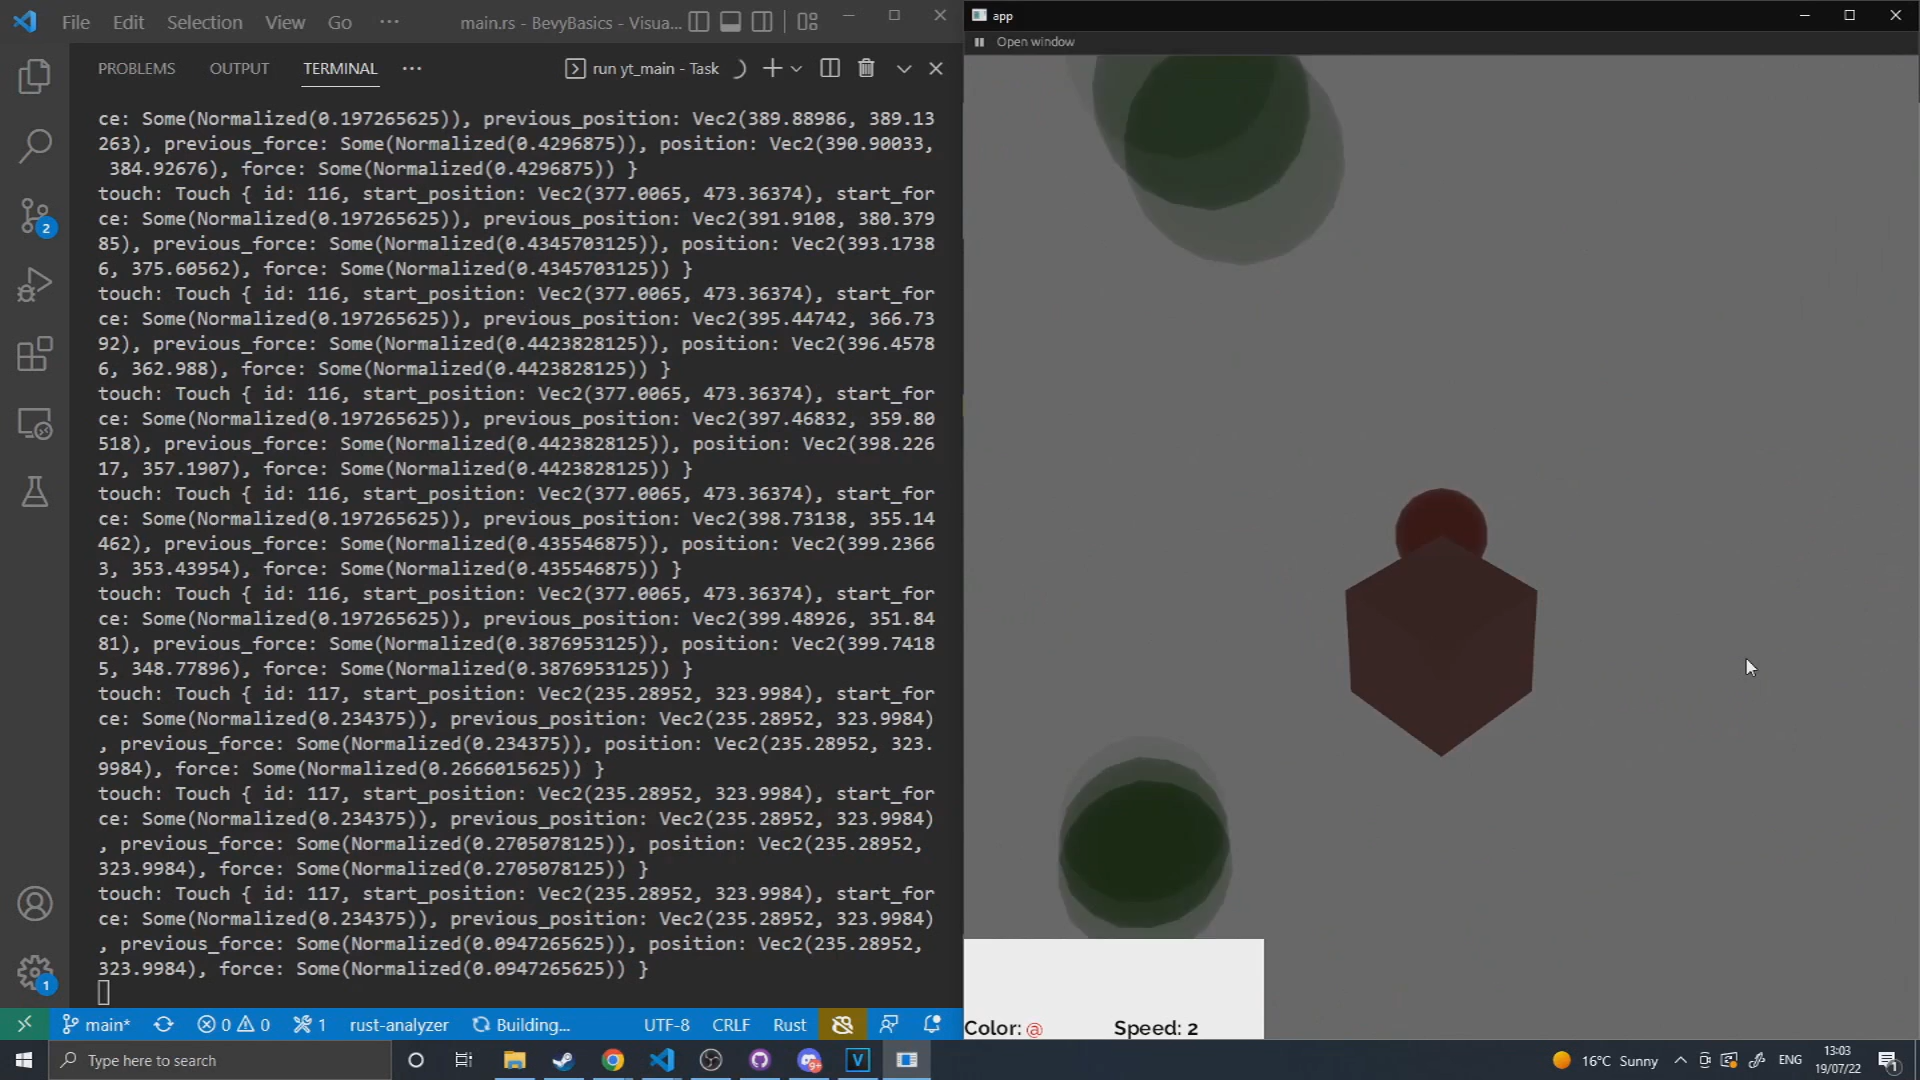 File Edit Selection View Go ··· main.rs - BevyBasics - Visua...
PROBLEMS OUTPUT TERMINAL ··· run yt_main - Task
ce: Some(Normalized(0.197265625)), previous_position: Vec2(389.88986, 389.13
263), previous_force: Some(Normalized(0.4296875)), position: Vec2(390.90033,
384.92676), force: Some(Normalized(0.4296875)) }
touch: Touch { id: 116, start_position: Vec2(377.0065, 473.36374), start_for
ce: Some(Normalized(0.197265625)), previous_position: Vec2(391.9108, 380.379
85), previous_force: Some(Normalized(0.4345703125)), position: Vec2(393.1738
6, 375.60562), force: Some(Normalized(0.4345703125)) }
touch: Touch { id: 116, start_position: Vec2(377.0065, 473.36374), start_for
ce: Some(Normalized(0.197265625)), previous_position: Vec2(395.44742, 366.73
92), previous_force: Some(Normalized(0.4423828125)), position: Vec2(396.4578
6, 362.988), force: Some(Normalized(0.4423828125)) }
touch: Touch { id: 116, start_position: Vec2(377.0065, 473.36374), start_for
ce: Some(Normalized(0.197265625)), previous_position: Vec2(397.46832, 359.80
518), previous_force: Some(Normalized(0.4423828125)), position: Vec2(398.226
17, 357.1907), force: Some(Normalized(0.4423828125)) }
touch: Touch { id: 116, start_position: Vec2(377.0065, 473.36374), start_for
ce: Some(Normalized(0.197265625)), previous_position: Vec2(398.73138, 355.14
462), previous_force: Some(Normalized(0.435546875)), position: Vec2(399.2366
3, 353.43954), force: Some(Normalized(0.435546875)) }
touch: Touch { id: 116, start_position: Vec2(377.0065, 473.36374), start_for
ce: Some(Normalized(0.197265625)), previous_position: Vec2(399.48926, 351.84
81), previous_force: Some(Normalized(0.3876953125)), position: Vec2(399.7418
5, 348.77896), force: Some(Normalized(0.3876953125)) }
touch: Touch { id: 117, start_position: Vec2(235.28952, 323.9984), start_for
ce: Some(Normalized(0.234375)), previous_position: Vec2(235.28952, 323.9984)
, previous_force: Some(Normalized(0.234375)), position: Vec2(235.28952, 323.
9984), force: Some(Normalized(0.2666015625)) }
touch: Touch { id: 117, start_position: Vec2(235.28952, 323.9984), start_for
ce: Some(Normalized(0.234375)), previous_position: Vec2(235.28952, 323.9984)
, previous_force: Some(Normalized(0.2705078125)), position: Vec2(235.28952,
323.9984), force: Some(Normalized(0.2705078125)) }
touch: Touch { id: 117, start_position: Vec2(235.28952, 323.9984), start_for
ce: Some(Normalized(0.234375)), previous_position: Vec2(235.28952, 323.9984)
, previous_force: Some(Normalized(0.0947265625)), position: Vec2(235.28952,
323.9984), force: Some(Normalized(0.0947265625)) }
2
1
main* 0 0 1 rust-analyzer Building... UTF-8 CRLF Rust
app
Open window
Color: @ Speed: 2
Type here to search
9+
V
16°C Sunny ENG 13:03
19/07/22
1